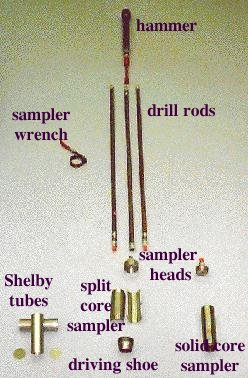 hammer
sampler
wrench
drill rods
sampler
heads
Shelby
tubes
split
core
sampler
solid core
sampler
driving shoe